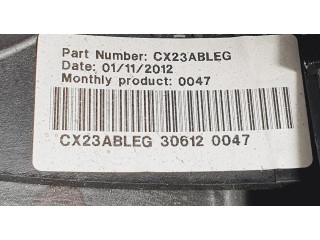 Part Number: CX23ABLEG
Date: 01/11/2012
Monthly product: 0047
CX23ABLEG 30612 0047